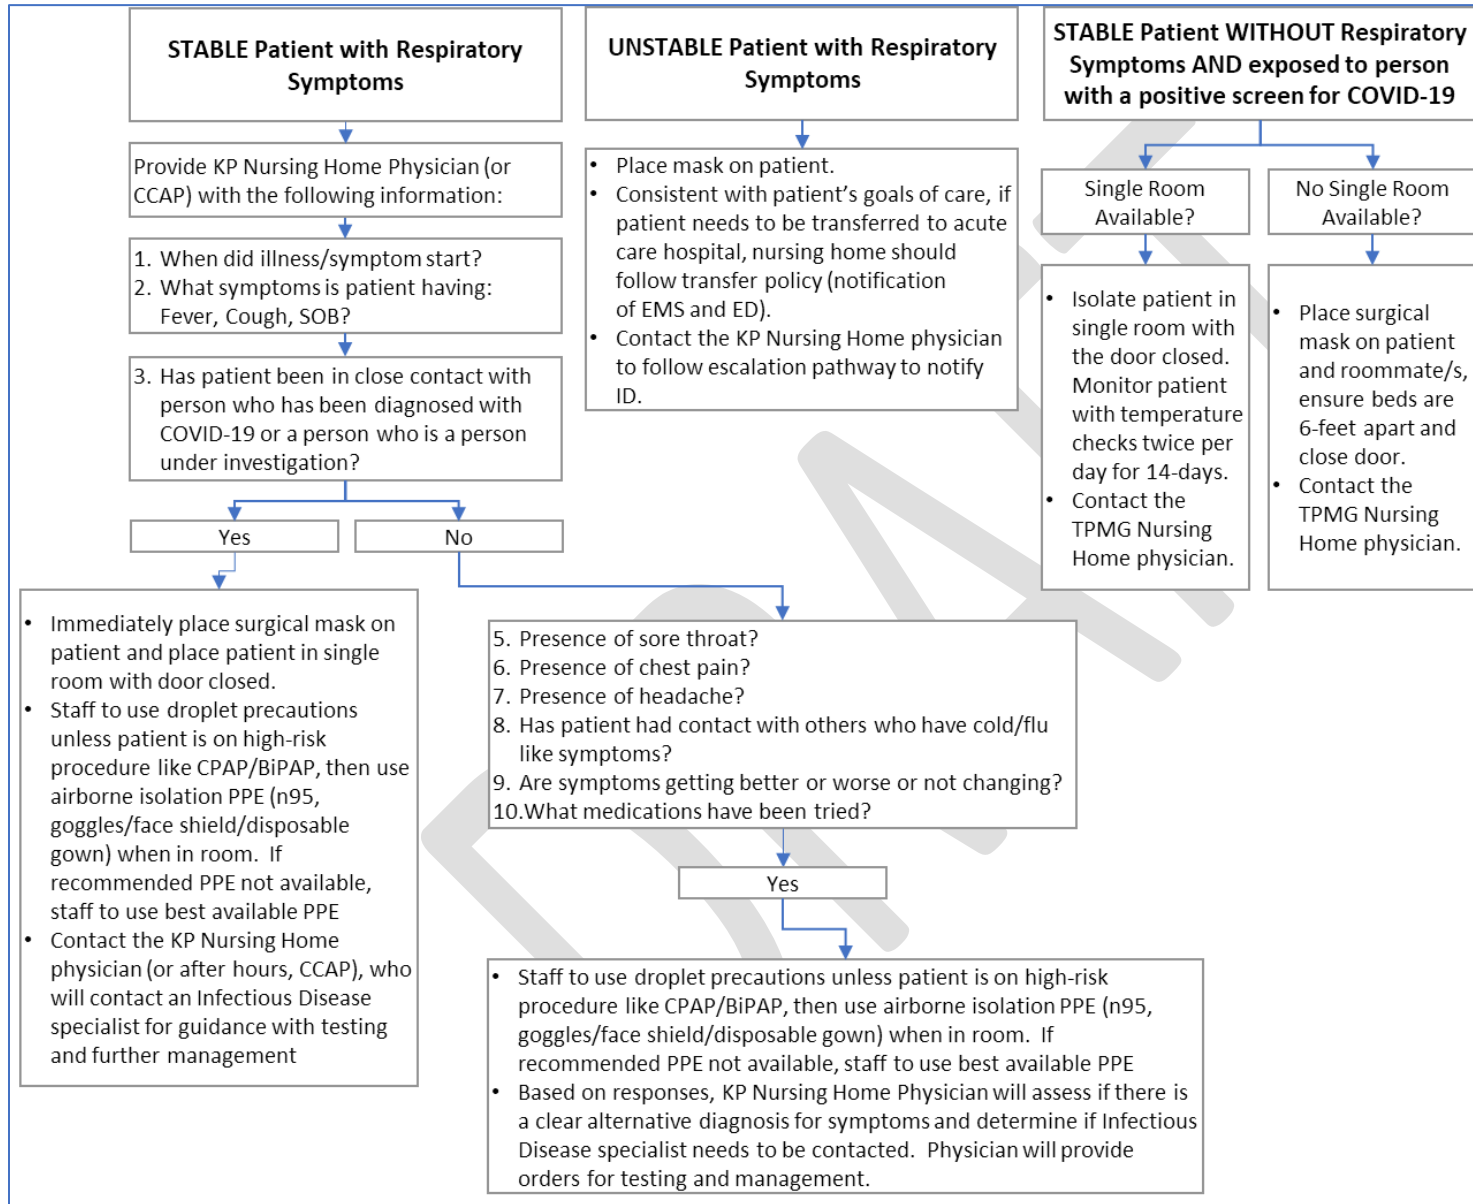 STABLE Patient with Respiratory
Symptoms
Provide KP Nursing Home Physician (or
CCAP) with the following information:
1. When did illness/symptom start?
2. What symptoms is patient having:
Fever, Cough, SOB?
3. Has patient been in close contact with
person who has been diagnosed with
COVID-19 or a person who is a person
under investigation?
Yes
No
• Immediately place surgical mask on
patient and place patient in single
room with door closed.
• Staff to use droplet precautions
unless patient is on high-risk
procedure like CPAP/BiPAP, then use
airborne isolation PPE (n95,
goggles/face shield/disposable
gown) when in room.  If
recommended PPE not available,
staff to use best available PPE
• Contact the KP Nursing Home
physician (or after hours, CCAP), who
will contact an Infectious Disease
specialist for guidance with testing
and further management
5. Presence of sore throat?
6. Presence of chest pain?
7. Presence of headache?
8. Has patient had contact with others who have cold/flu
like symptoms?
9. Are symptoms getting better or worse or not changing?
10.What medications have been tried?
Yes
• Staff to use droplet precautions unless patient is on high-risk
procedure like CPAP/BiPAP, then use airborne isolation PPE (n95,
goggles/face shield/disposable gown) when in room.  If
recommended PPE not available, staff to use best available PPE
• Based on responses, KP Nursing Home Physician will assess if there is
a clear alternative diagnosis for symptoms and determine if Infectious
Disease specialist needs to be contacted.  Physician will provide
orders for testing and management.
UNSTABLE Patient with Respiratory
Symptoms
• Place mask on patient.
• Consistent with patient’s goals of care, if
patient needs to be transferred to acute
care hospital, nursing home should
follow transfer policy (notification
of EMS and ED).
• Contact the KP Nursing Home physician
to follow escalation pathway to notify
ID.
STABLE Patient WITHOUT Respiratory
Symptoms AND exposed to person
with a positive screen for COVID-19
Single Room
Available?
• Isolate patient in
single room with
the door closed.
Monitor patient
with temperature
checks twice per
day for 14-days.
• Contact the
TPMG Nursing
Home physician.
No Single Room
Available?
• Place surgical
mask on patient
and roommate/s,
ensure beds are
6-feet apart and
close door.
• Contact the
TPMG Nursing
Home physician.
DRAFT